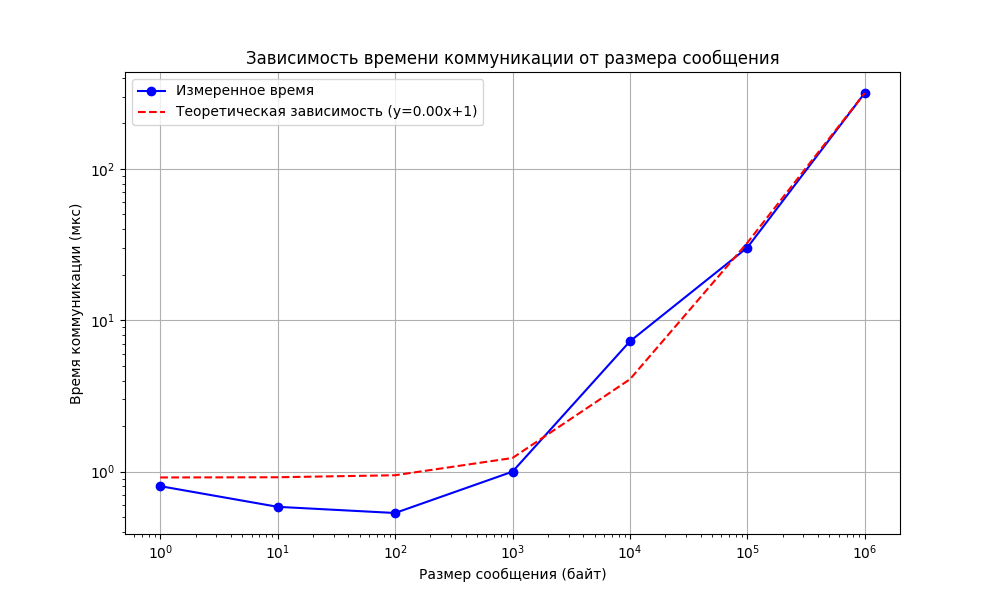 Зависимость времени коммуникации от размера сообщения
Измеренное время
Теоретическая зависимость (y=0.00x+1)
Время коммуникации (мкс)
10²
10¹
10⁰
10⁰ 10¹ 10² 10³ 10⁴ 10⁵ 10⁶
Размер сообщения (байт)